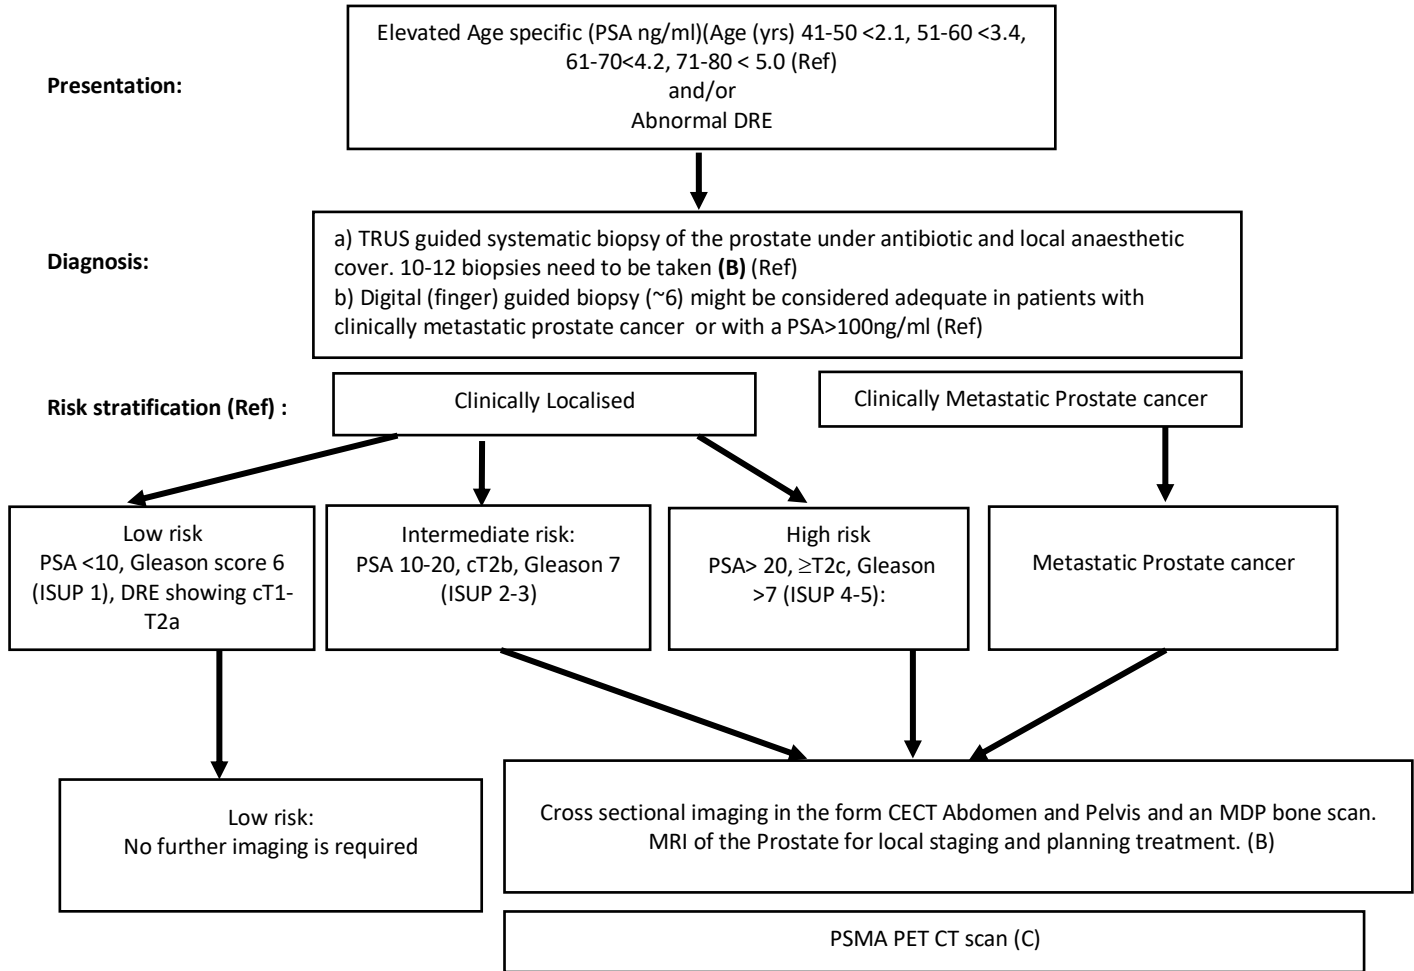 Elevated Age specific (PSA ng/ml)(Age (yrs) 41-50 <2.1, 51-60 <3.4,
61-70<4.2, 71-80 < 5.0 (Ref)
and/or
Abnormal DRE
Presentation:
Diagnosis:
a) TRUS guided systematic biopsy of the prostate under antibiotic and local anaesthetic
cover. 10-12 biopsies need to be taken (B) (Ref)
b) Digital (finger) guided biopsy (~6) might be considered adequate in patients with
clinically metastatic prostate cancer  or with a PSA>100ng/ml (Ref)
Risk stratification (Ref) :
Clinically Localised
Clinically Metastatic Prostate cancer
Low risk
PSA <10, Gleason score 6
(ISUP 1), DRE showing cT1-
T2a
Intermediate risk:
PSA 10-20, cT2b, Gleason 7
(ISUP 2-3)
High risk
PSA> 20, ≥T2c, Gleason
>7 (ISUP 4-5):
Metastatic Prostate cancer
Low risk:
No further imaging is required
Cross sectional imaging in the form CECT Abdomen and Pelvis and an MDP bone scan.
MRI of the Prostate for local staging and planning treatment. (B)
PSMA PET CT scan (C)